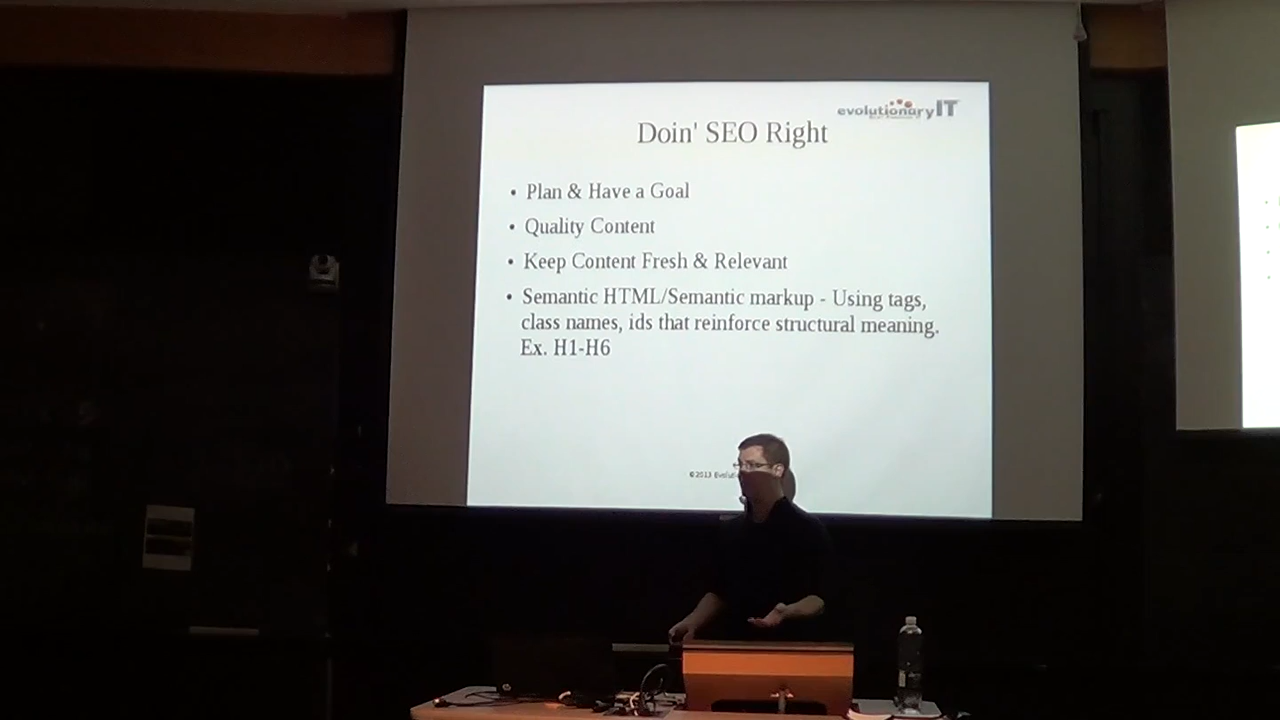 evolutionaryIT
Doin' SEO Right
• Plan & Have a Goal
• Quality Content
• Keep Content Fresh & Relevant
• Semantic HTML/Semantic markup - Using tags,
class names, ids that reinforce structural meaning.
Ex. H1-H6
©2013